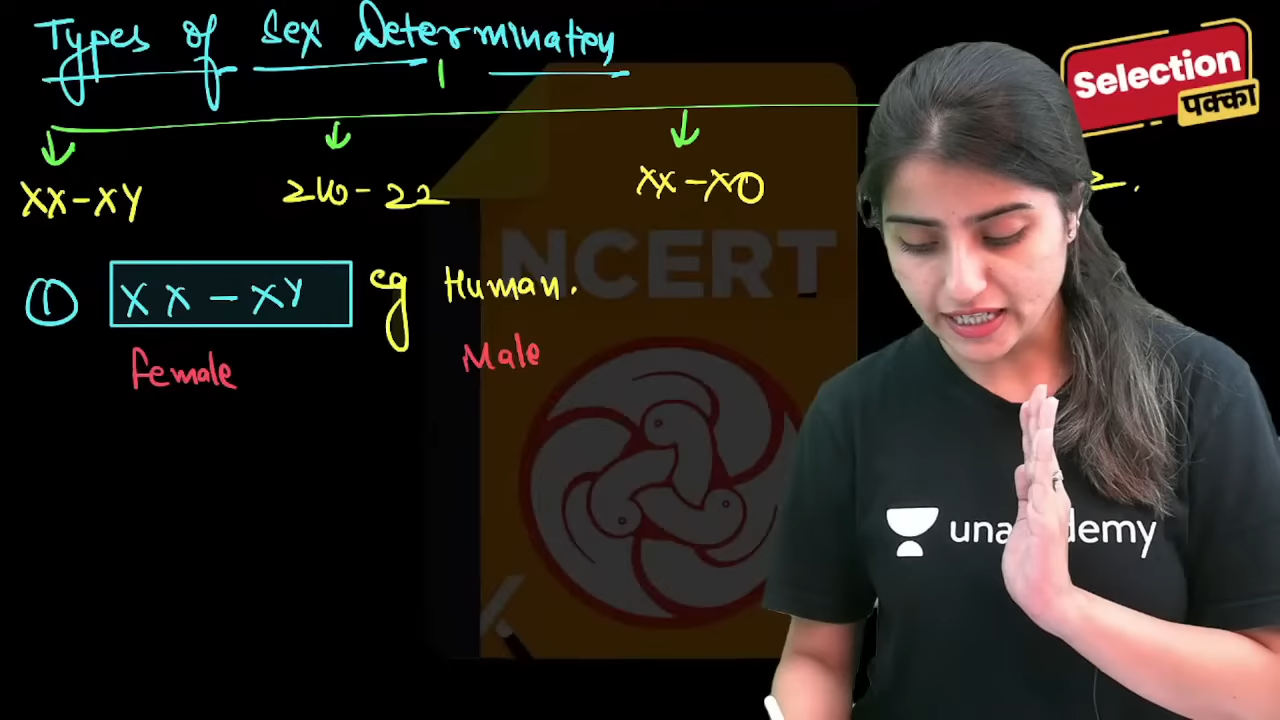 Types of Sex Determination
XX-XY ZW-ZZ XX-XO
① XX-XY eg Human.
Female Male
NCERT
Selection
पक्का
unacademy